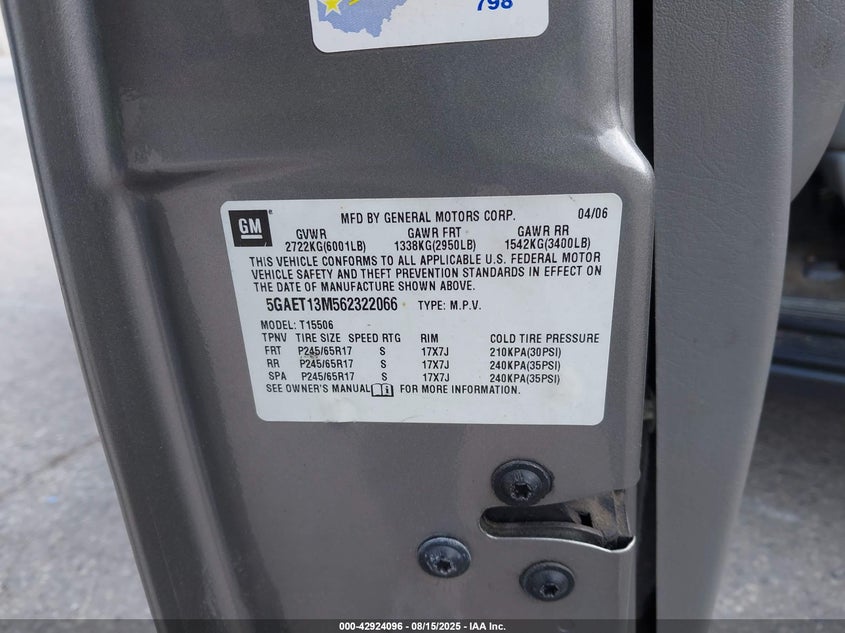 798
GM
MFD BY GENERAL MOTORS CORP. 04/06
GVWR GAWR FRT GAWR RR
2722KG(6001LB) 1338KG(2950LB) 1542KG(3400LB)
THIS VEHICLE CONFORMS TO ALL APPLICABLE U.S. FEDERAL MOTOR
VEHICLE SAFETY AND THEFT PREVENTION STANDARDS IN EFFECT ON
THE DATE OF MANUFACTURE SHOWN ABOVE.
5GAET13M562322066 TYPE: M.P.V.
MODEL: T15506
TPNV TIRE SIZE SPEED RTG RIM COLD TIRE PRESSURE
FRT P245/65R17 S 17X7J 210KPA(30PSI)
RR P245/65R17 S 17X7J 240KPA(35PSI)
SPA P245/65R17 S 17X7J 240KPA(35PSI)
SEE OWNER'S MANUAL FOR MORE INFORMATION.
000-42924096 - 08/15/2025 - IAA Inc.